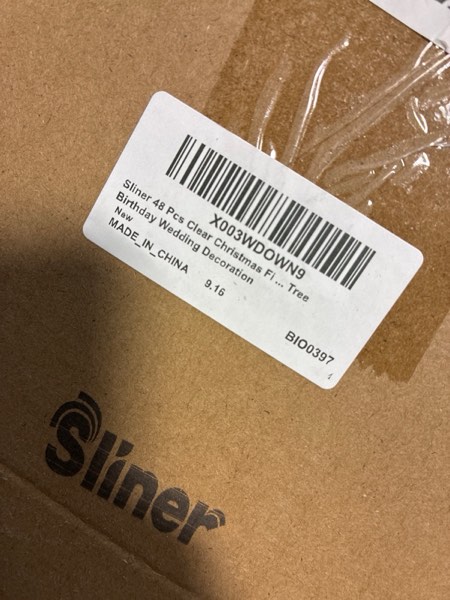 X003WDOWN9
Sliner 48 Pcs Clear Christmas Fi ... Tree
Birthday Wedding Decoration
New
MADE_IN_CHINA 9.16
BIO0397
Sliner